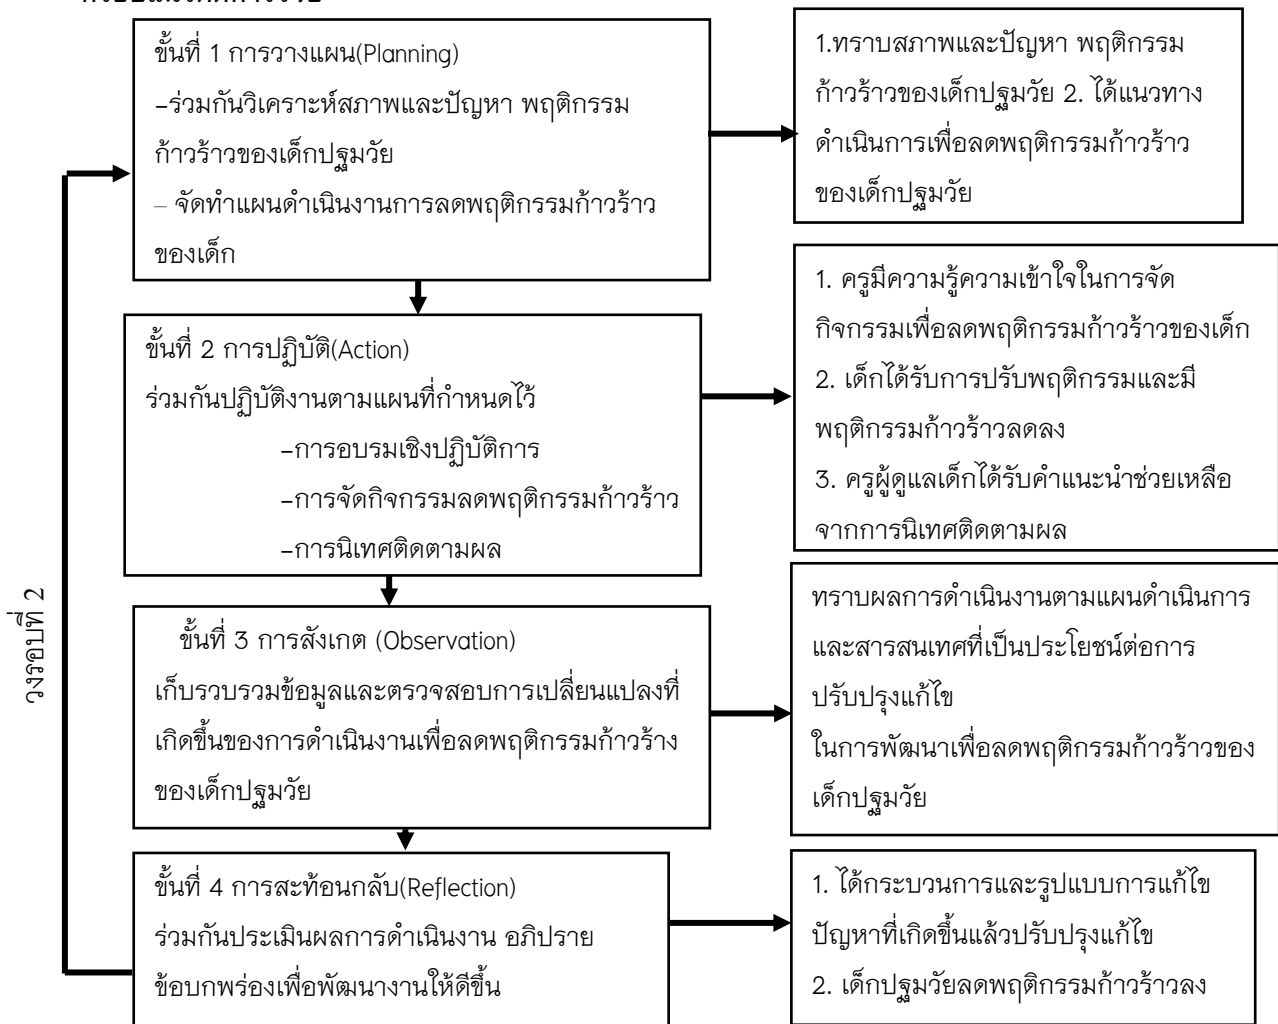 ขั้นที่ 1 การวางแผน(Planning)
-ร่วมกันวิเคราะห์สภาพและปัญหา พฤติกรรม
ก้าวร้าวของเด็กปฐมวัย
– จัดทำแผนดำเนินงานการลดพฤติกรรมก้าวร้าว
ของเด็ก
1.ทราบสภาพและปัญหา พฤติกรรม
ก้าวร้าวของเด็กปฐมวัย 2. ได้แนวทาง
ดำเนินการเพื่อลดพฤติกรรมก้าวร้าว
ของเด็กปฐมวัย
ขั้นที่ 2 การปฏิบัติ(Action)
ร่วมกันปฏิบัติงานตามแผนที่กำหนดไว้
-การอบรมเชิงปฏิบัติการ
-การจัดกิจกรรมลดพฤติกรรมก้าวร้าว
-การนิเทศติดตามผล
1. ครูมีความรู้ความเข้าใจในการจัด
กิจกรรมเพื่อลดพฤติกรรมก้าวร้าวของเด็ก
2. เด็กได้รับการปรับพฤติกรรมและมี
พฤติกรรมก้าวร้าวลดลง
3. ครูผู้ดูแลเด็กได้รับคำแนะนำช่วยเหลือ
จากการนิเทศติดตามผล
วงรอบที่ 2
ขั้นที่ 3 การสังเกต (Observation)
เก็บรวบรวมข้อมูลและตรวจสอบการเปลี่ยนแปลงที่
เกิดขึ้นของการดำเนินงานเพื่อลดพฤติกรรมก้าวร้าง
ของเด็กปฐมวัย
ทราบผลการดำเนินงานตามแผนดำเนินการ
และสารสนเทศที่เป็นประโยชน์ต่อการ
ปรับปรุงแก้ไข
ในการพัฒนาเพื่อลดพฤติกรรมก้าวร้าวของ
เด็กปฐมวัย
ขั้นที่ 4 การสะท้อนกลับ(Reflection)
ร่วมกันประเมินผลการดำเนินงาน อภิปราย
ข้อบกพร่องเพื่อพัฒนางานให้ดีขึ้น
1. ได้กระบวนการและรูปแบบการแก้ไข
ปัญหาที่เกิดขึ้นแล้วปรับปรุงแก้ไข
2. เด็กปฐมวัยลดพฤติกรรมก้าวร้าวลง